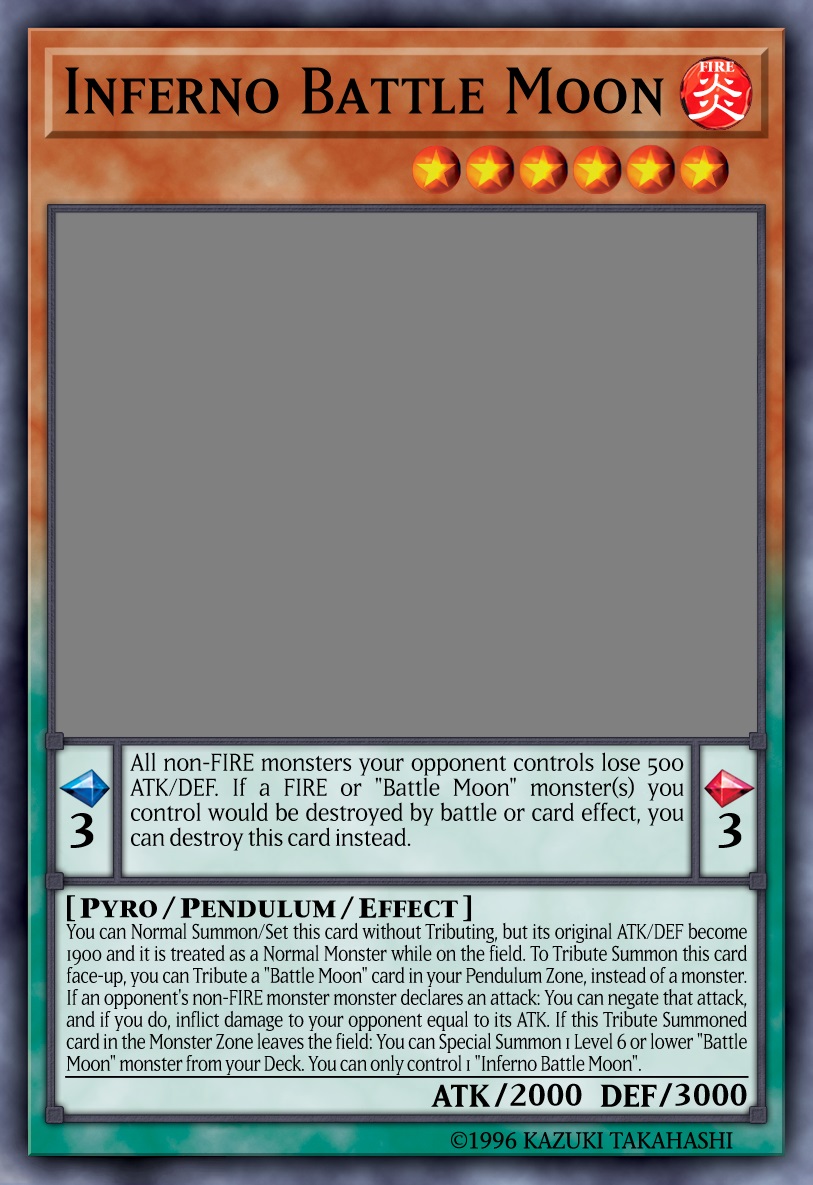 Inferno Battle Moon
FIRE
炎
All non-FIRE monsters your opponent controls lose 500
ATK/DEF. If a FIRE or "Battle Moon" monster(s) you
control would be destroyed by battle or card effect, you
can destroy this card instead.
3
3
[ Pyro / Pendulum / Effect ]
You can Normal Summon/Set this card without Tributing, but its original ATK/DEF become
1900 and it is treated as a Normal Monster while on the field. To Tribute Summon this card
face-up, you can Tribute a "Battle Moon" card in your Pendulum Zone, instead of a monster.
If an opponent's non-FIRE monster monster declares an attack: You can negate that attack,
and if you do, inflict damage to your opponent equal to its ATK. If this Tribute Summoned
card in the Monster Zone leaves the field: You can Special Summon 1 Level 6 or lower "Battle
Moon" monster from your Deck. You can only control 1 "Inferno Battle Moon".
ATK/2000 DEF/3000
©1996 KAZUKI TAKAHASHI